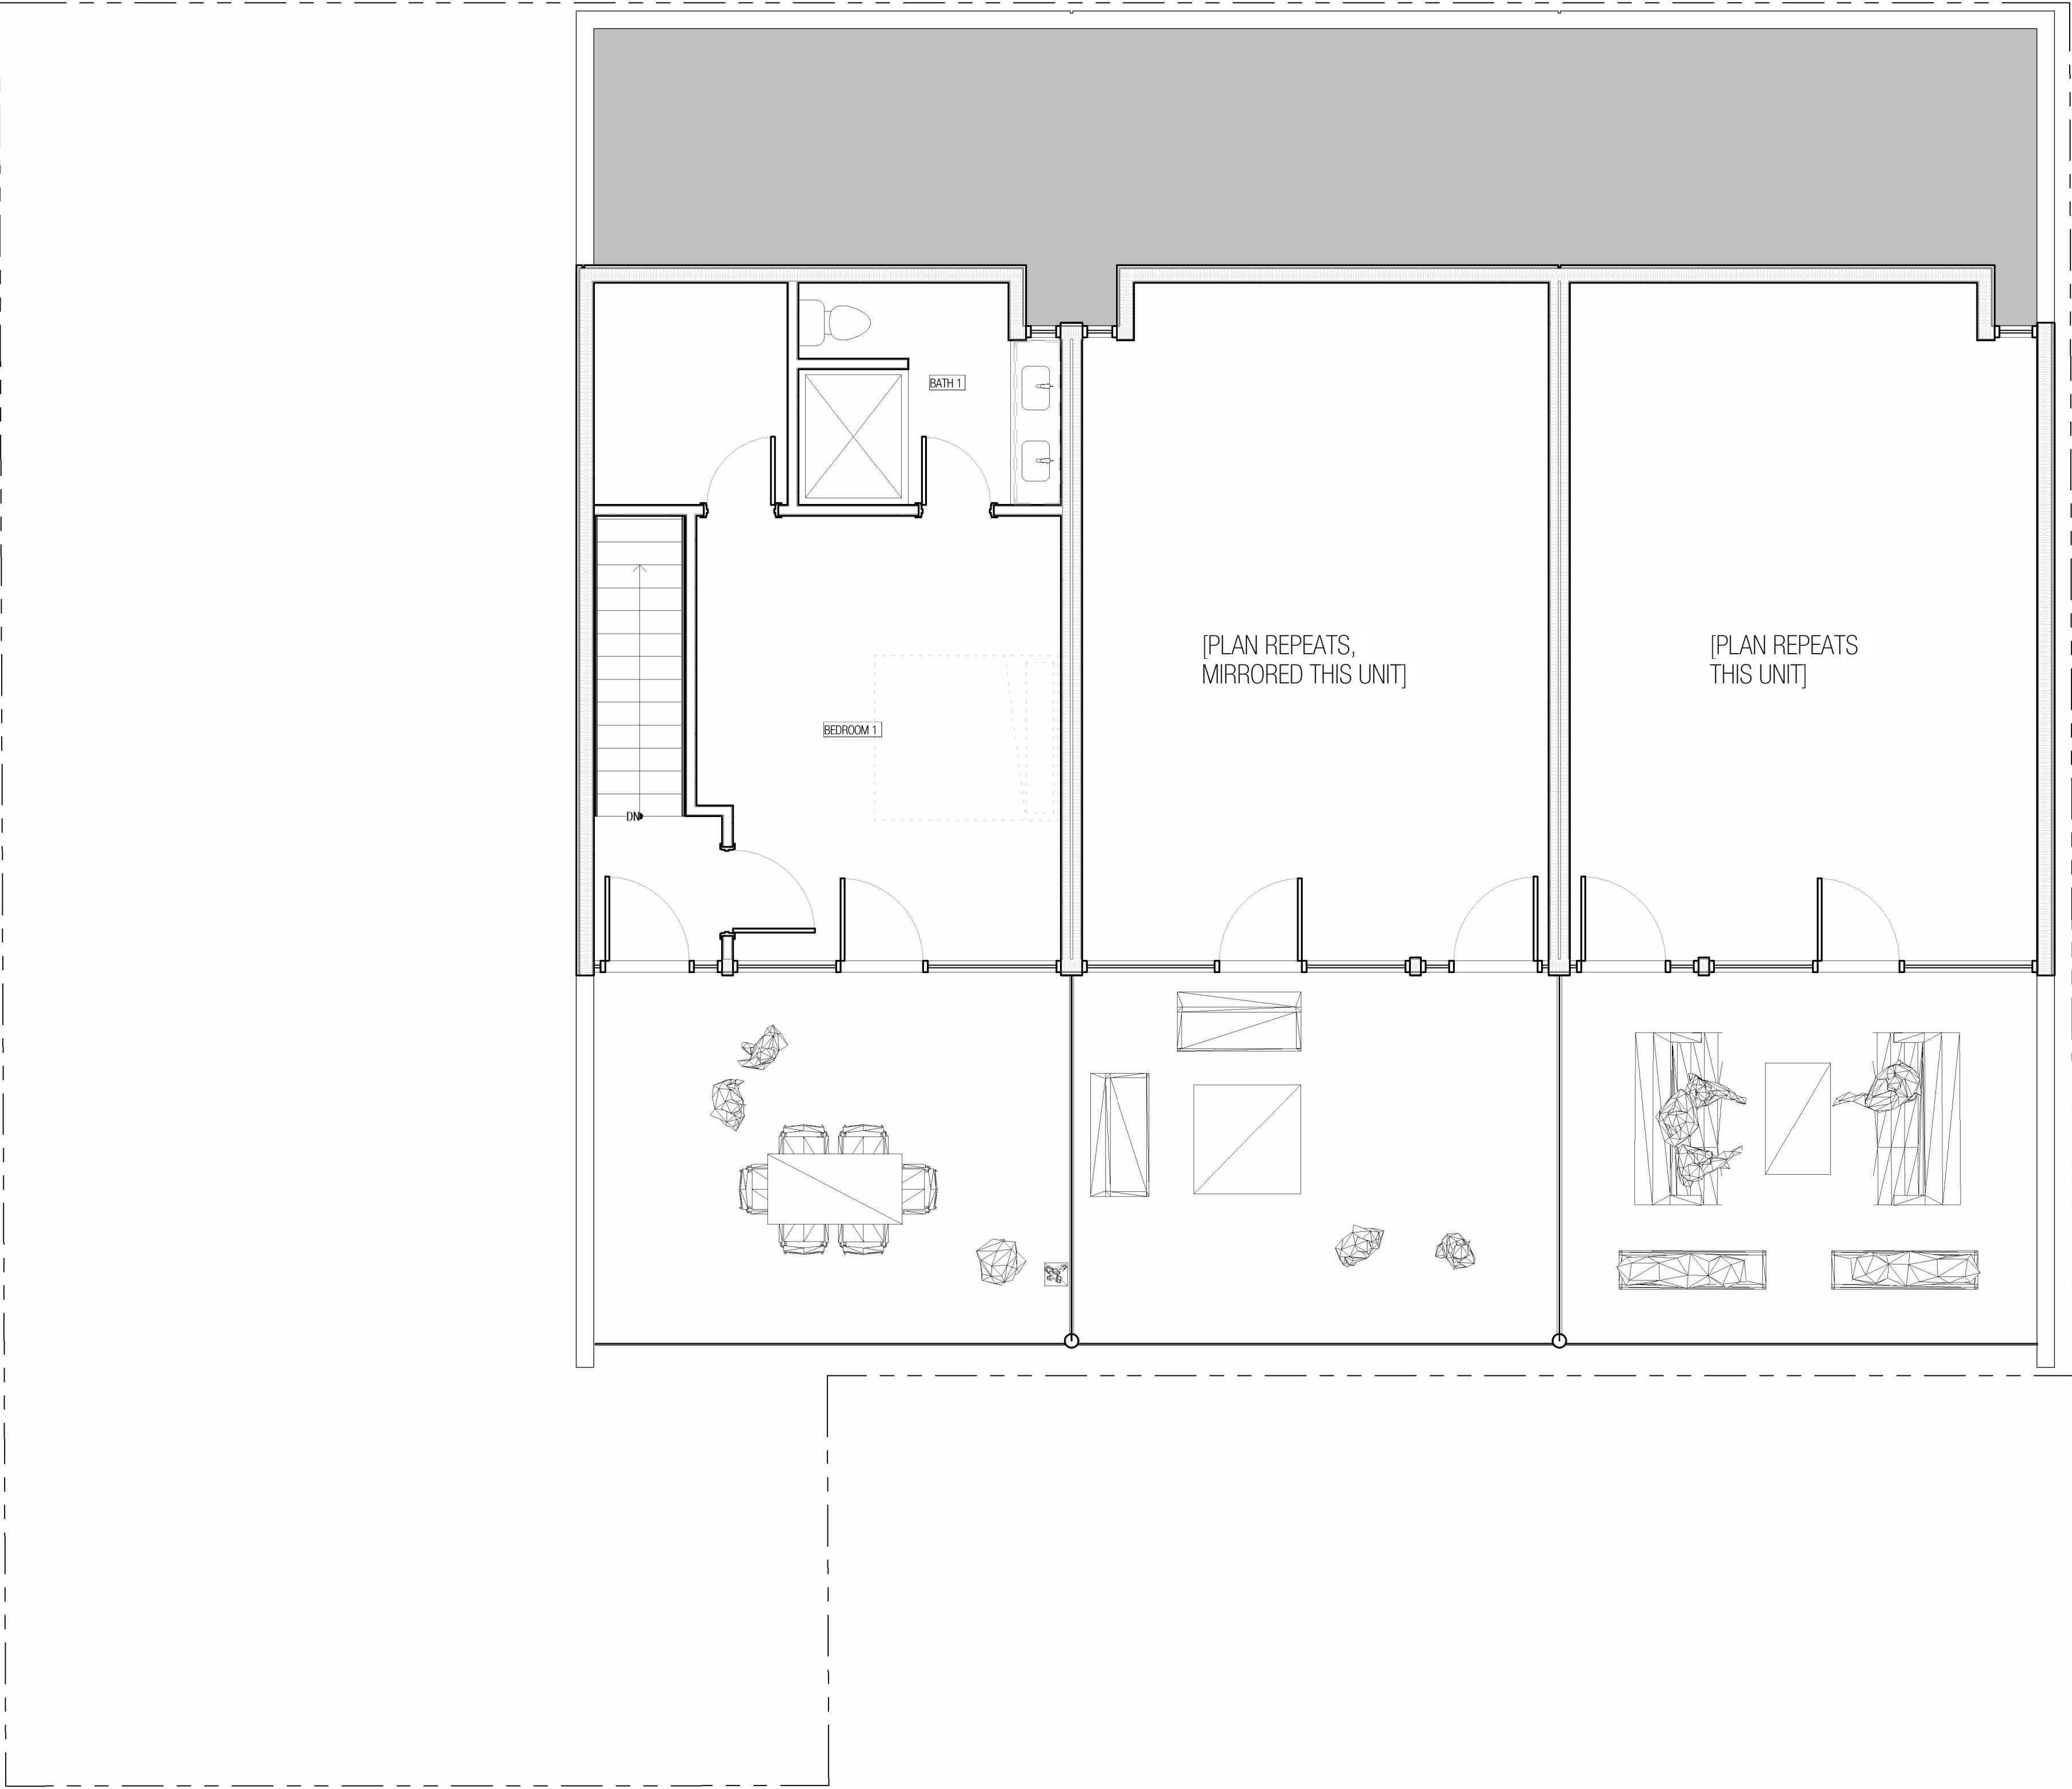 BATH 1
[PLAN REPEATS,
MIRRORED THIS UNIT]
[PLAN REPEATS
THIS UNIT]
BEDROOM 1
DN